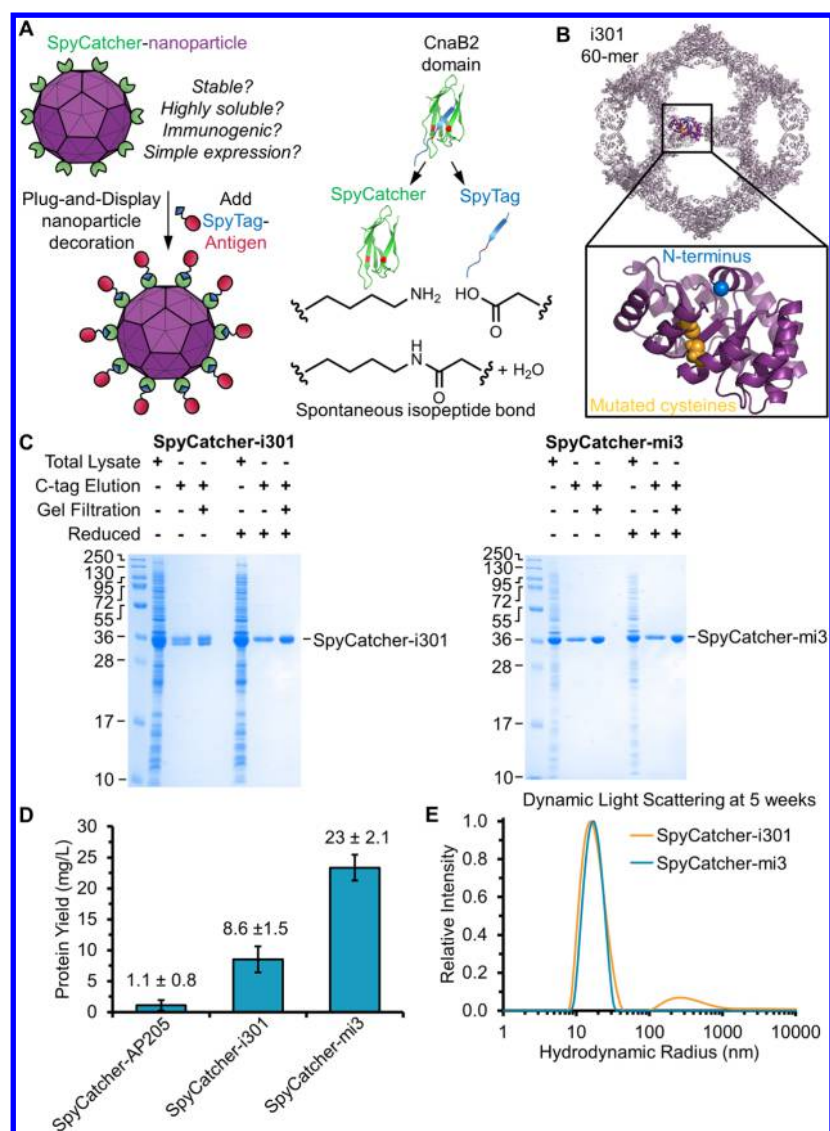 A
SpyCatcher-nanoparticle
Stable?
Highly soluble?
Immunogenic?
Simple expression?
Plug-and-Display
nanoparticle
decoration
Add
SpyTag-
Antigen
CnaB2
domain
SpyCatcher
SpyTag
NH2
HO
O
H
N
O
+ H2O
Spontaneous isopeptide bond
B
i301
60-mer
N-terminus
Mutated cysteines
C
SpyCatcher-i301
Total Lysate + - - + - -
C-tag Elution - + + - + +
Gel Filtration - - + - - +
Reduced - - - + + +
250
130
95
72
55
36
28
17
10
SpyCatcher-i301
SpyCatcher-mi3
+ - - + - -
- + + - + +
- - + - - +
- - - + + +
250
130
95
72
55
36
28
17
10
SpyCatcher-mi3
D
Protein Yield (mg/L)
30
25
20
15
10
5
0
1.1 ± 0.8
8.6 ±1.5
23 ± 2.1
SpyCatcher-AP205
SpyCatcher-i301
SpyCatcher-mi3
Dynamic Light Scattering at 5 weeks
E
SpyCatcher-i301
SpyCatcher-mi3
Relative Intensity
1.0
0.8
0.6
0.4
0.2
0.0
1 10 100 1000 10000
Hydrodynamic Radius (nm)